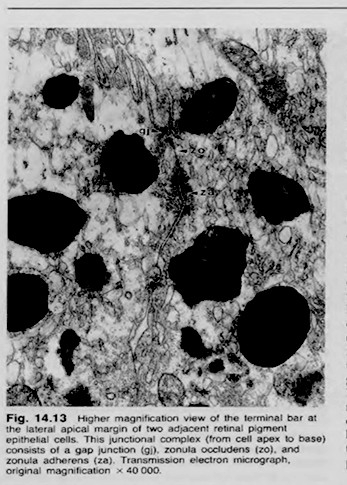 gj
zo
za
Fig. 14.13 Higher magnification view of the terminal bar at
the lateral apical margin of two adjacent retinal pigment
epithelial cells. This junctional complex (from cell apex to base)
consists of a gap junction (gj), zonula occludens (zo), and
zonula adherens (za). Transmission electron micrograph,
original magnification × 40 000.